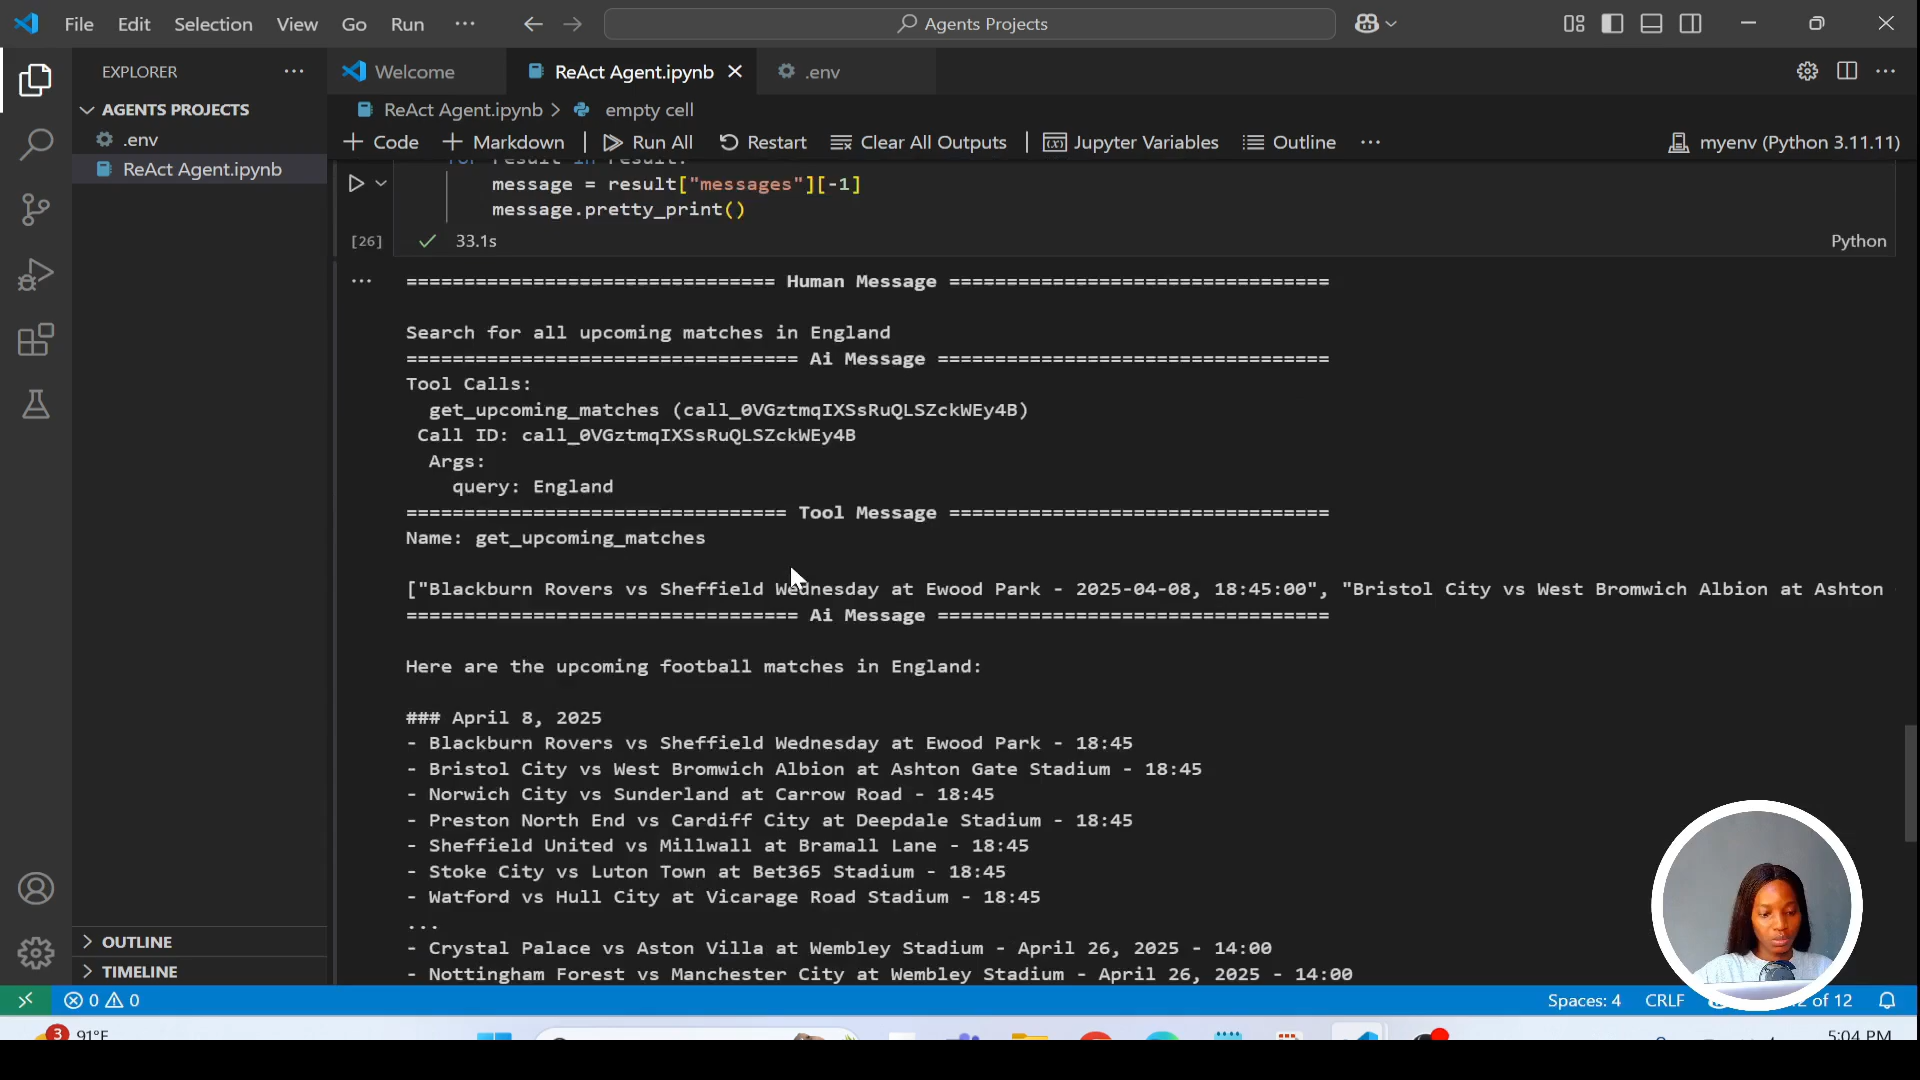 File Edit Selection View Go Run ... Agents Projects
EXPLORER ...
Welcome ReAct Agent.ipynb .env ...
AGENTS PROJECTS
ReAct Agent.ipynb > empty cell
.env
+ Code + Markdown Run All Restart Clear All Outputs Jupyter Variables Outline ... myenv (Python 3.11.11)
ReAct Agent.ipynb
for result in result:
message = result["messages"][-1]
message.pretty_print()
[26] ✓ 33.1s Python
... ================================ Human Message =================================
Search for all upcoming matches in England
================================== Ai Message ==================================
Tool Calls:
get_upcoming_matches (call_0VGztmqIXSsRuQLSZckWEy4B)
Call ID: call_0VGztmqIXSsRuQLSZckWEy4B
Args:
query: England
================================= Tool Message =================================
Name: get_upcoming_matches
["Blackburn Rovers vs Sheffield Wednesday at Ewood Park - 2025-04-08, 18:45:00", "Bristol City vs West Bromwich Albion at Ashton
================================== Ai Message ==================================
Here are the upcoming football matches in England:
### April 8, 2025
- Blackburn Rovers vs Sheffield Wednesday at Ewood Park - 18:45
- Bristol City vs West Bromwich Albion at Ashton Gate Stadium - 18:45
- Norwich City vs Sunderland at Carrow Road - 18:45
- Preston North End vs Cardiff City at Deepdale Stadium - 18:45
- Sheffield United vs Millwall at Bramall Lane - 18:45
- Stoke City vs Luton Town at Bet365 Stadium - 18:45
- Watford vs Hull City at Vicarage Road Stadium - 18:45
...
- Crystal Palace vs Aston Villa at Wembley Stadium - April 26, 2025 - 14:00
- Nottingham Forest vs Manchester City at Wembley Stadium - April 26, 2025 - 14:00
OUTLINE
TIMELINE
0 0 Spaces: 4 CRLF of 12
3 91°F 5:04 PM